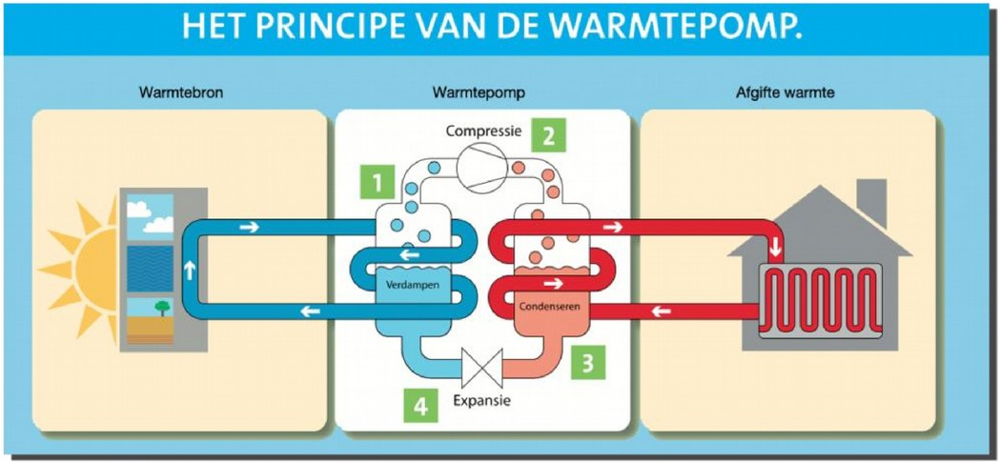 HET PRINCIPE VAN DE WARMTEPOMP.
Warmtebron
Warmtepomp
Afgifte warmte
Compressie
2
1
Verdampen
Condenseren
3
4
Expansie